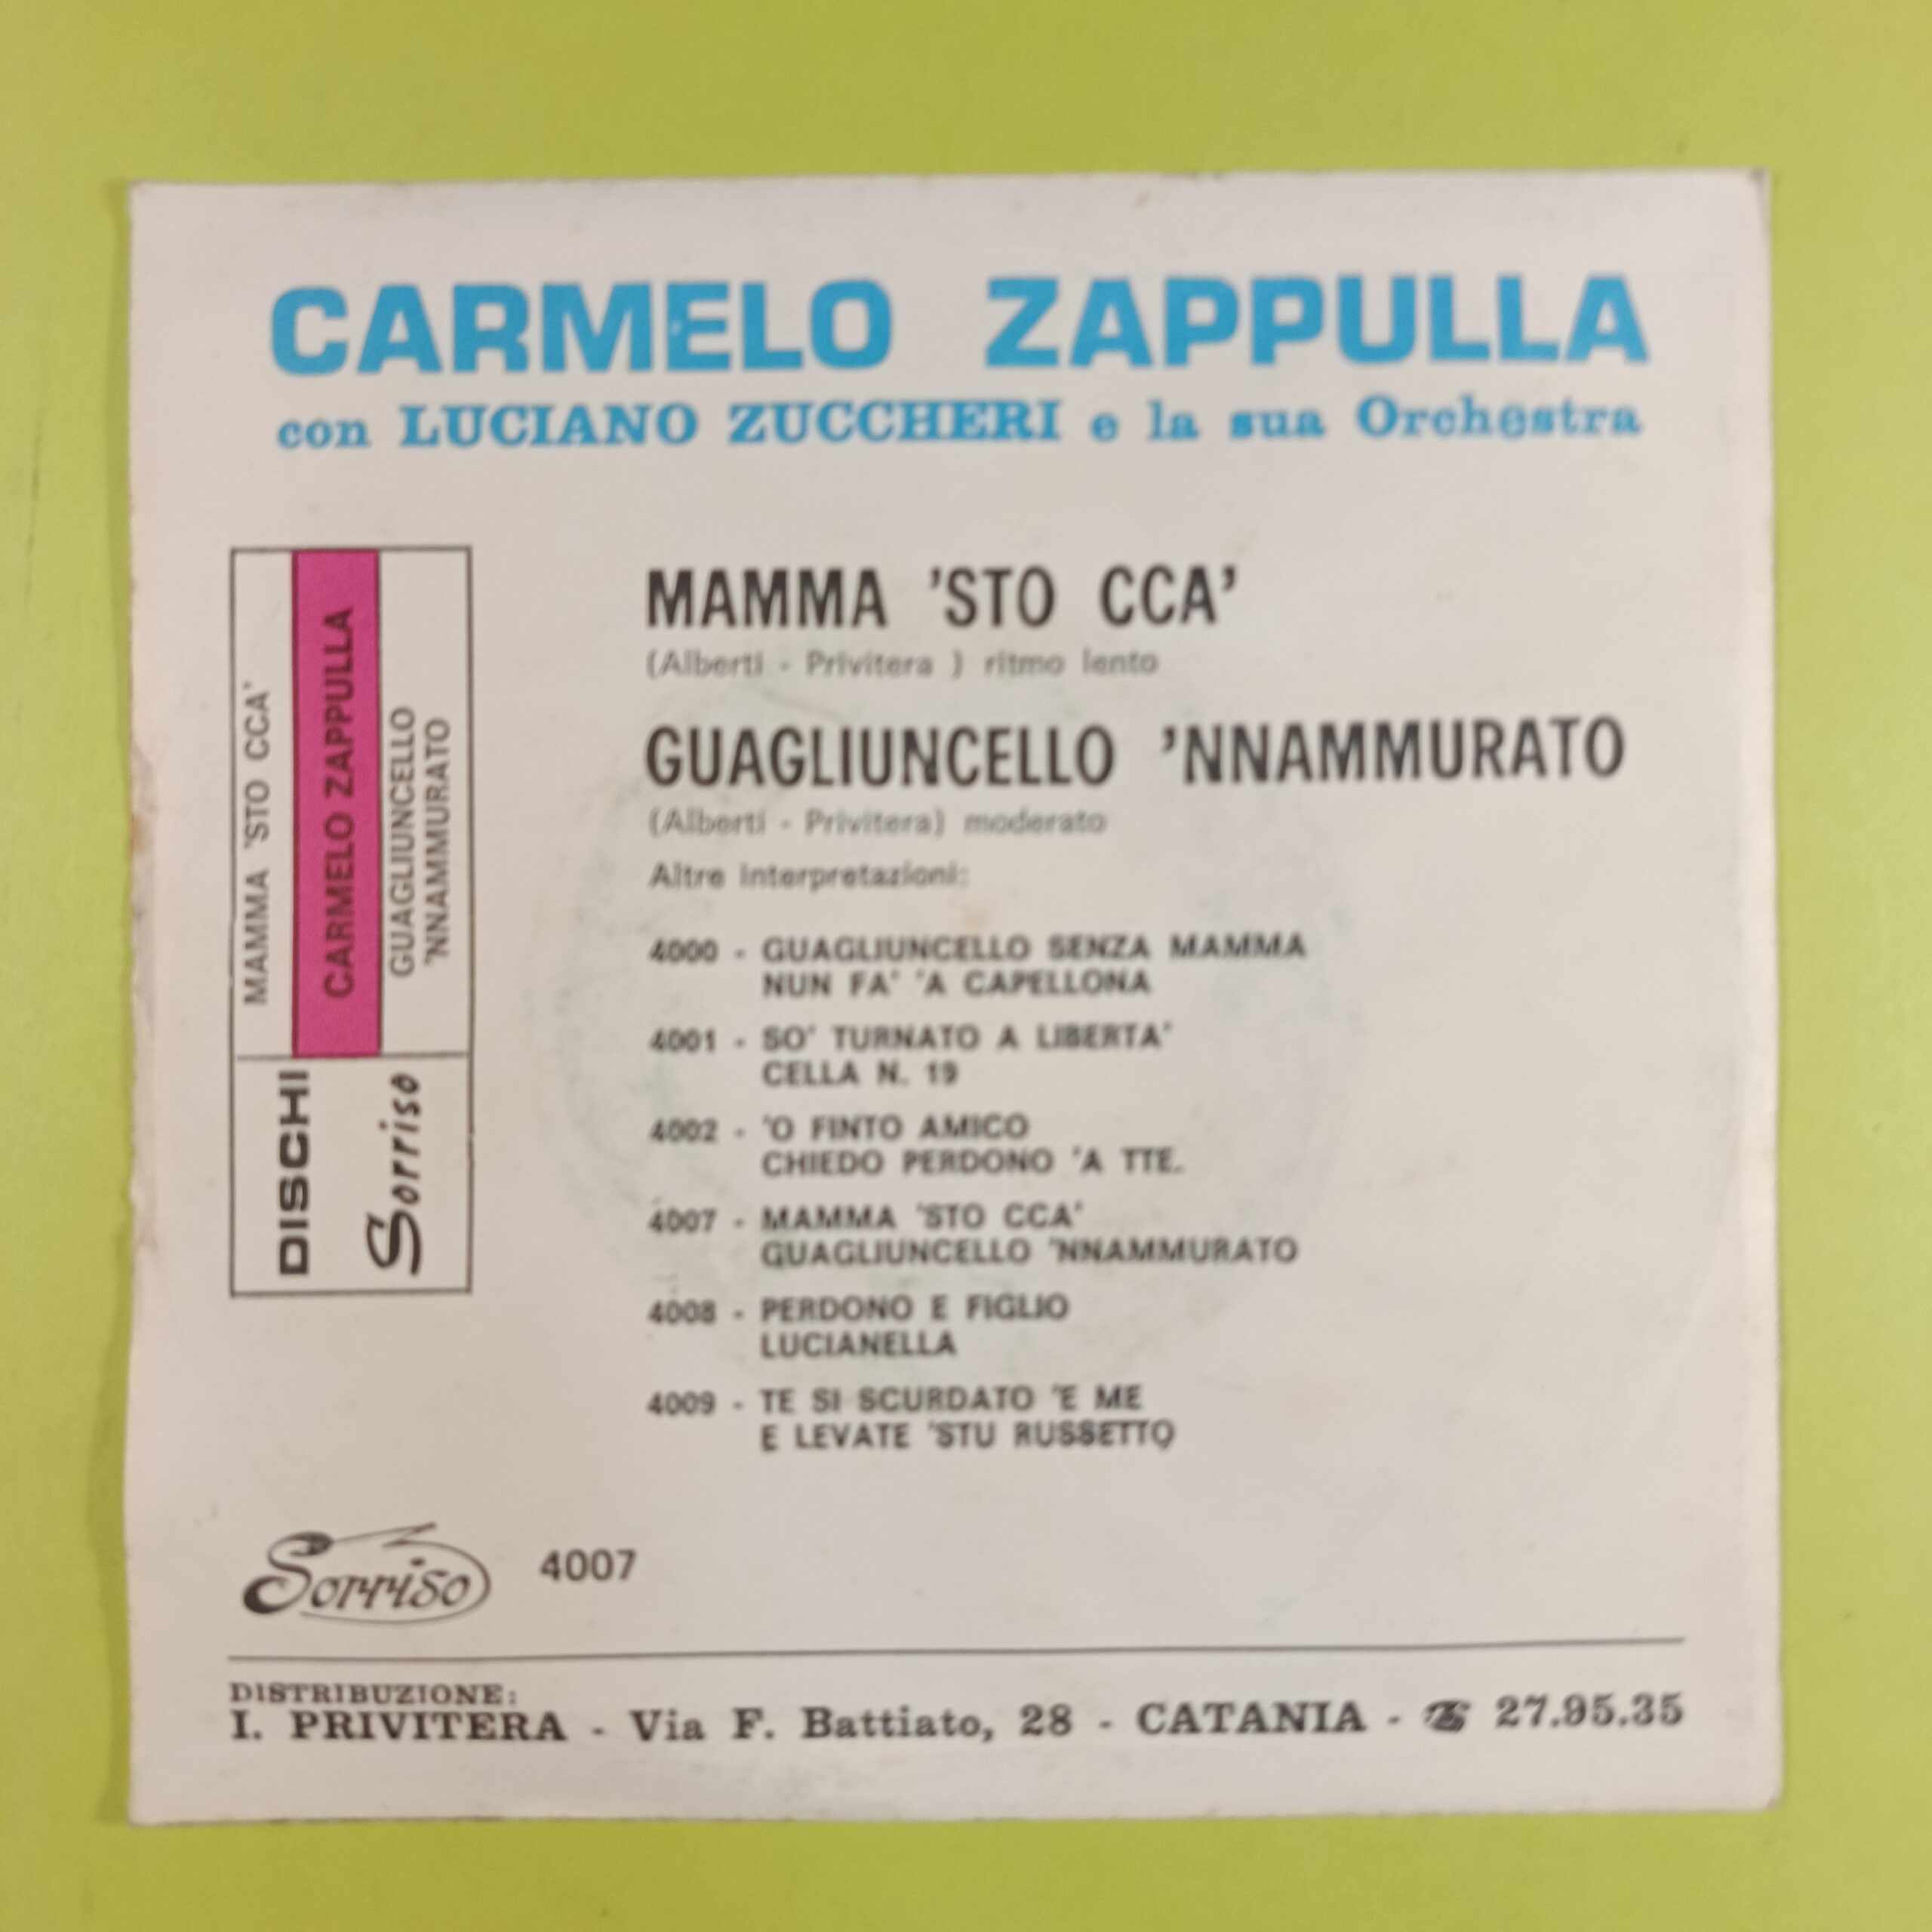 CARMELO ZAPPULLA
con LUCIANO ZUCCHERI e la sua Orchestra
MAMMA 'STO CCA'
CARMELO ZAPPULLA
GUAGLIUNCELLO
'NNAMMURATO
DISCHI
Sorriso
MAMMA 'STO CCA'
(Alberti - Privitera ) ritmo lento
GUAGLIUNCELLO 'NNAMMURATO
(Alberti - Privitera) moderato
Altre interpretazioni:
4000 - GUAGLIUNCELLO SENZA MAMMA
NUN FA' 'A CAPELLONA
4001 - SO' TURNATO A LIBERTA'
CELLA N. 19
4002 - 'O FINTO AMICO
CHIEDO PERDONO 'A TTE.
4007 - MAMMA 'STO CCA'
GUAGLIUNCELLO 'NNAMMURATO
4008 - PERDONO E FIGLIO
LUCIANELLA
4009 - TE SI SCURDATO 'E ME
E LEVATE 'STU RUSSETTO
Sorriso 4007
DISTRIBUZIONE:
I. PRIVITERA - Via F. Battiato, 28 - CATANIA - ☎ 27.95.35